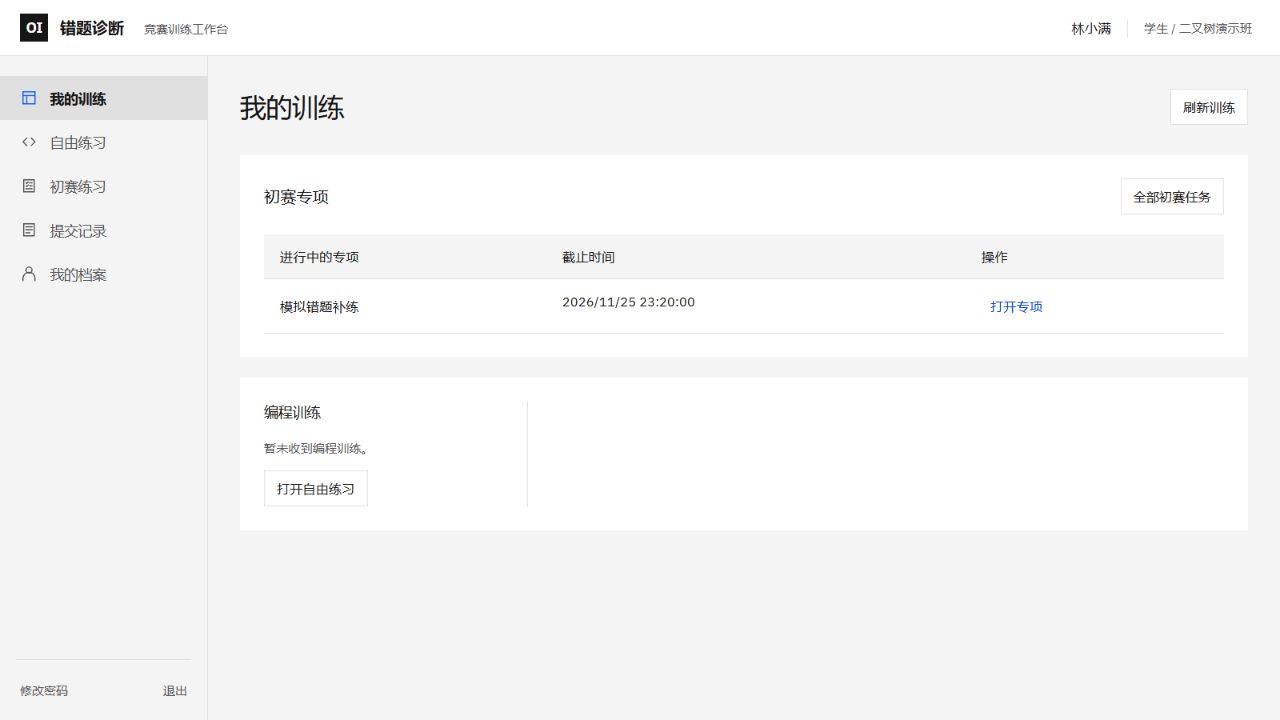 OI 错题诊断 竞赛训练工作台 林小满 学生 / 二叉树演示班
我的训练
自由练习
初赛练习
提交记录
我的档案
修改密码 退出
我的训练 刷新训练
初赛专项 全部初赛任务
进行中的专项 截止时间 操作
模拟错题补练 2026/11/25 23:20:00 打开专项
编程训练
暂未收到编程训练。
打开自由练习